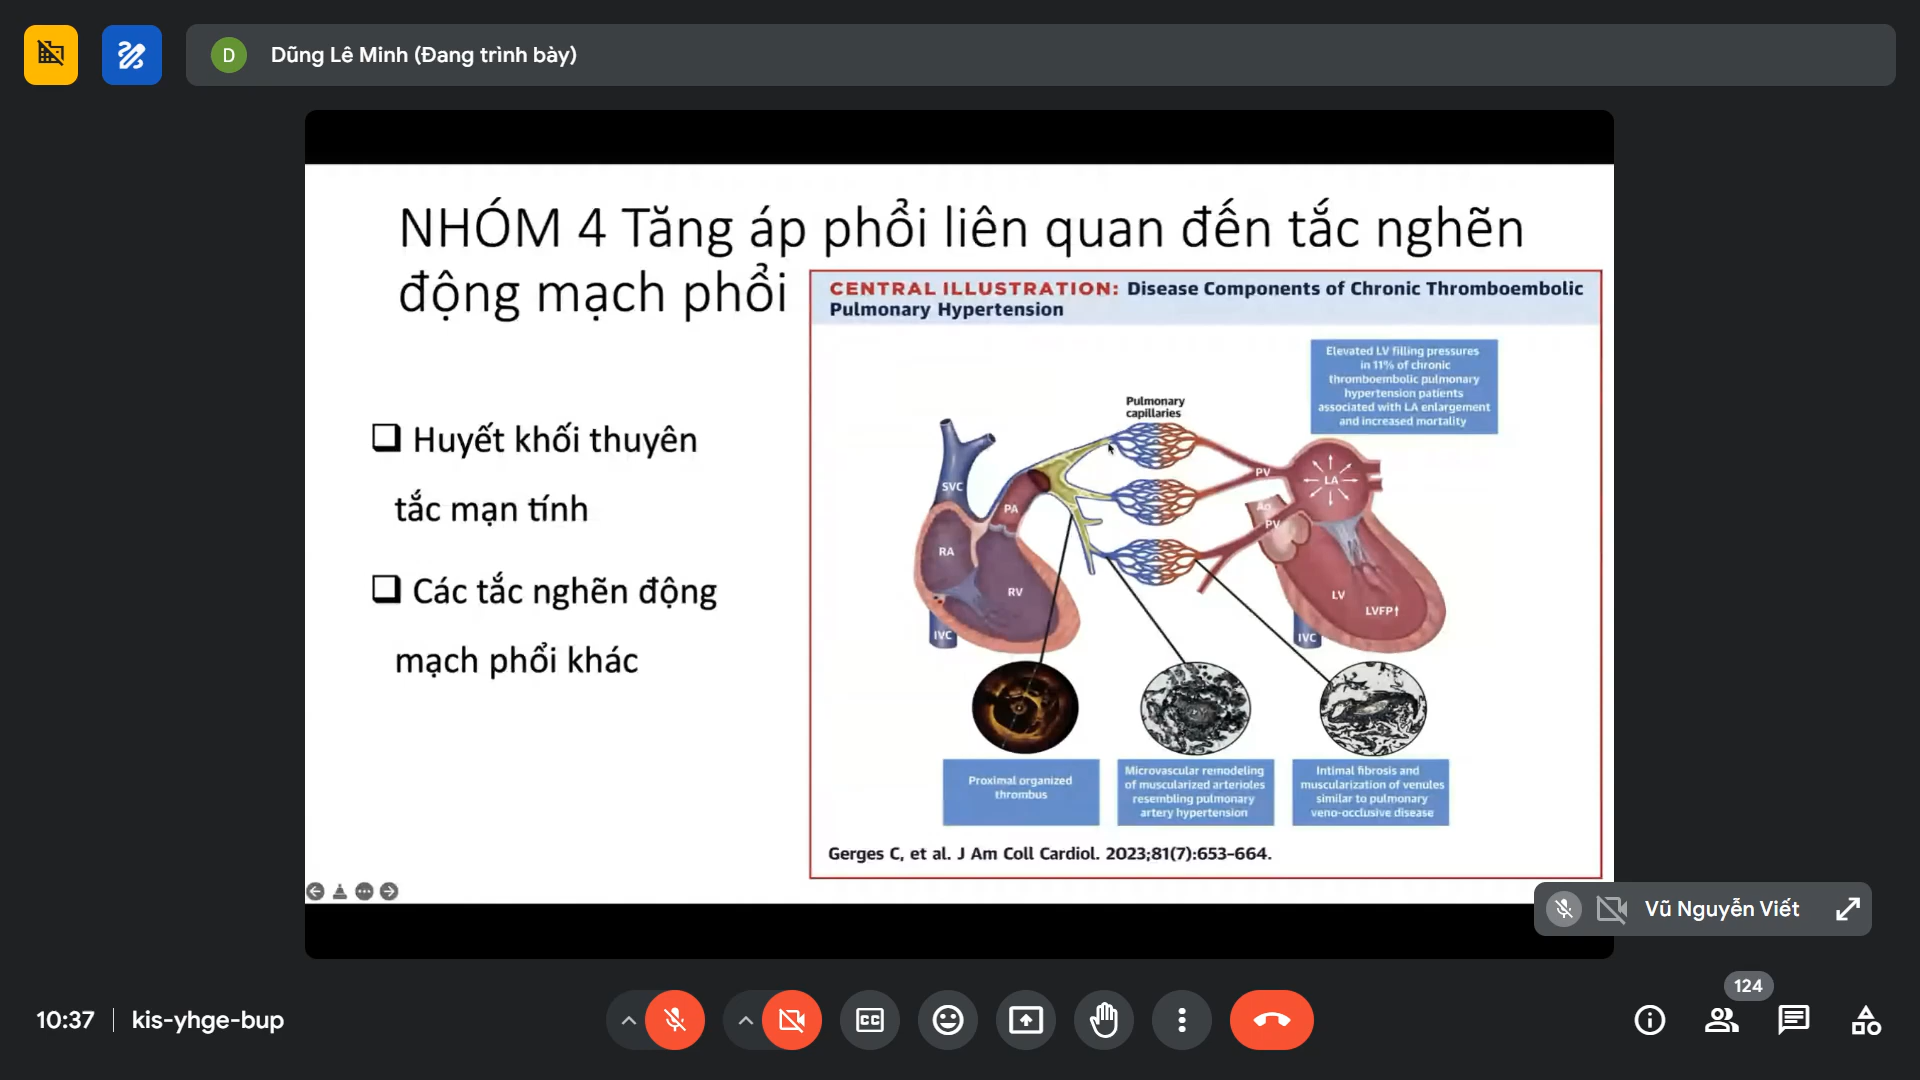 D
Dũng Lê Minh (Đang trình bày)
NHÓM 4 Tăng áp phổi liên quan đến tắc nghẽn
động mạch phổi
Huyết khối thuyên
tắc mạn tính
Các tắc nghẽn động
mạch phổi khác
CENTRAL ILLUSTRATION: Disease Components of Chronic Thromboembolic
Pulmonary Hypertension
Elevated LV filling pressures
in 11% of chronic
thromboembolic pulmonary
hypertension patients
associated with LA enlargement
and increased mortality
Pulmonary
capillaries
SVC
PA
RA
RV
IVC
PV
LA
Ao
PV
LV
LVFP↑
IVC
Proximal organized
thrombus
Microvascular remodeling
of muscularized arterioles
resembling pulmonary
artery hypertension
Intimal fibrosis and
muscularization of venules
similar to pulmonary
veno-occlusive disease
Gerges C, et al. J Am Coll Cardiol. 2023;81(7):653–664.
Vũ Nguyễn Viết
10:37
kis-yhge-bup
CC
124